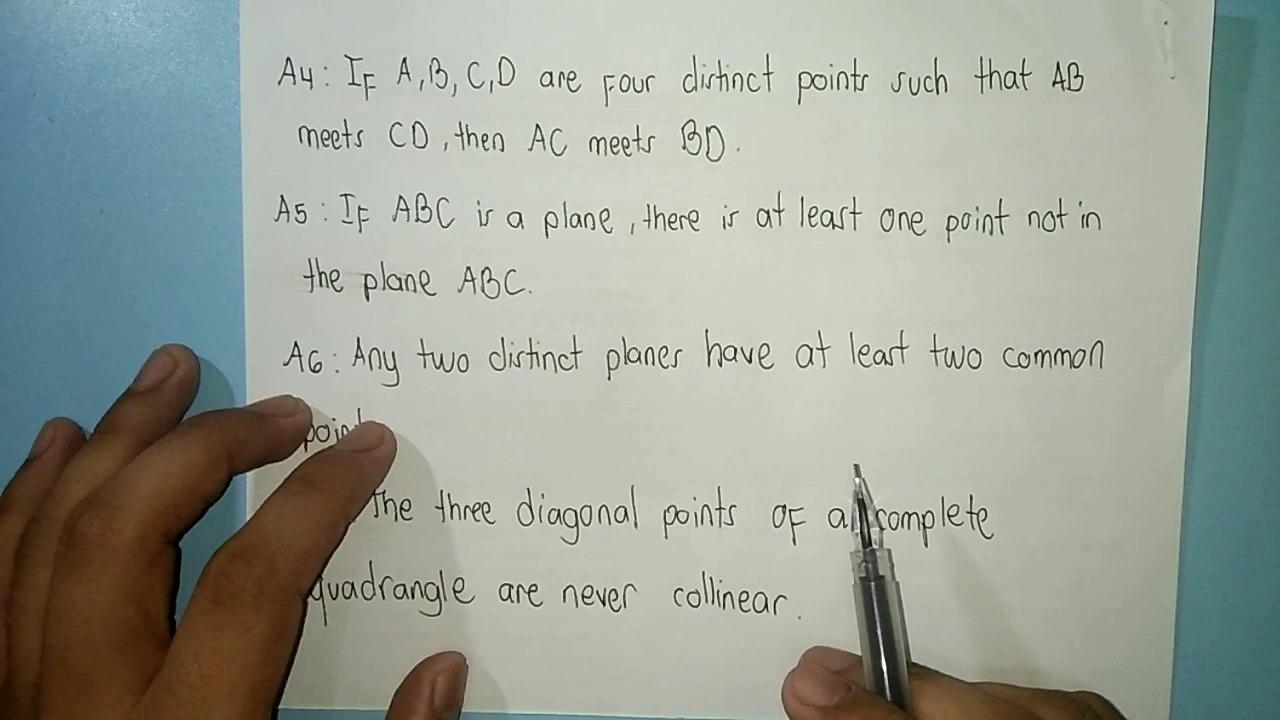 A4: IF A,B,C,D are four distinct points such that AB
meets CD, then AC meets BD.
A5: IF ABC is a plane, there is at least one point not in
the plane ABC.
A6: Any two distinct planes have at least two common
The three diagonal points of a complete
quadrangle are never collinear.